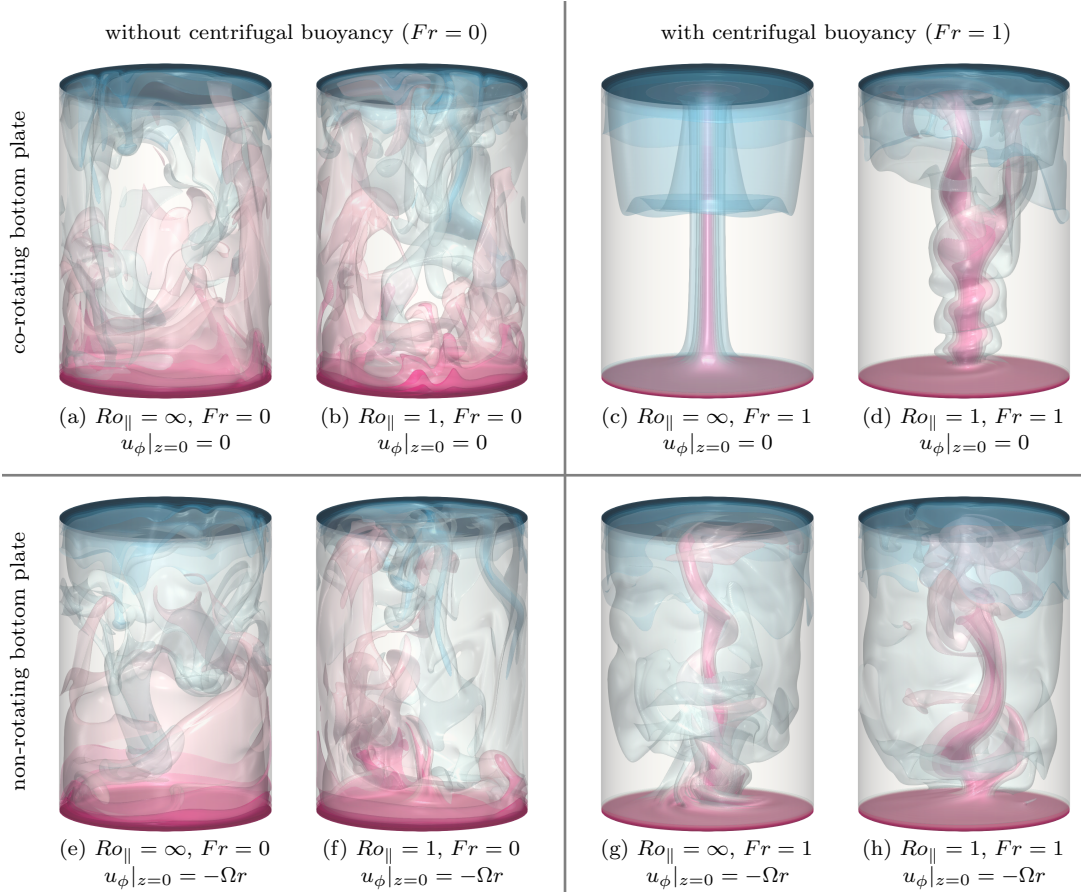 without centrifugal buoyancy (Fr = 0)
with centrifugal buoyancy (Fr = 1)
co-rotating bottom plate
(a) Ro∥ = ∞, Fr = 0
u_ϕ|z=0 = 0
(b) Ro∥ = 1, Fr = 0
u_ϕ|z=0 = 0
(c) Ro∥ = ∞, Fr = 1
u_ϕ|z=0 = 0
(d) Ro∥ = 1, Fr = 1
u_ϕ|z=0 = 0
non-rotating bottom plate
(e) Ro∥ = ∞, Fr = 0
u_ϕ|z=0 = −Ωr
(f) Ro∥ = 1, Fr = 0
u_ϕ|z=0 = −Ωr
(g) Ro∥ = ∞, Fr = 1
u_ϕ|z=0 = −Ωr
(h) Ro∥ = 1, Fr = 1
u_ϕ|z=0 = −Ωr